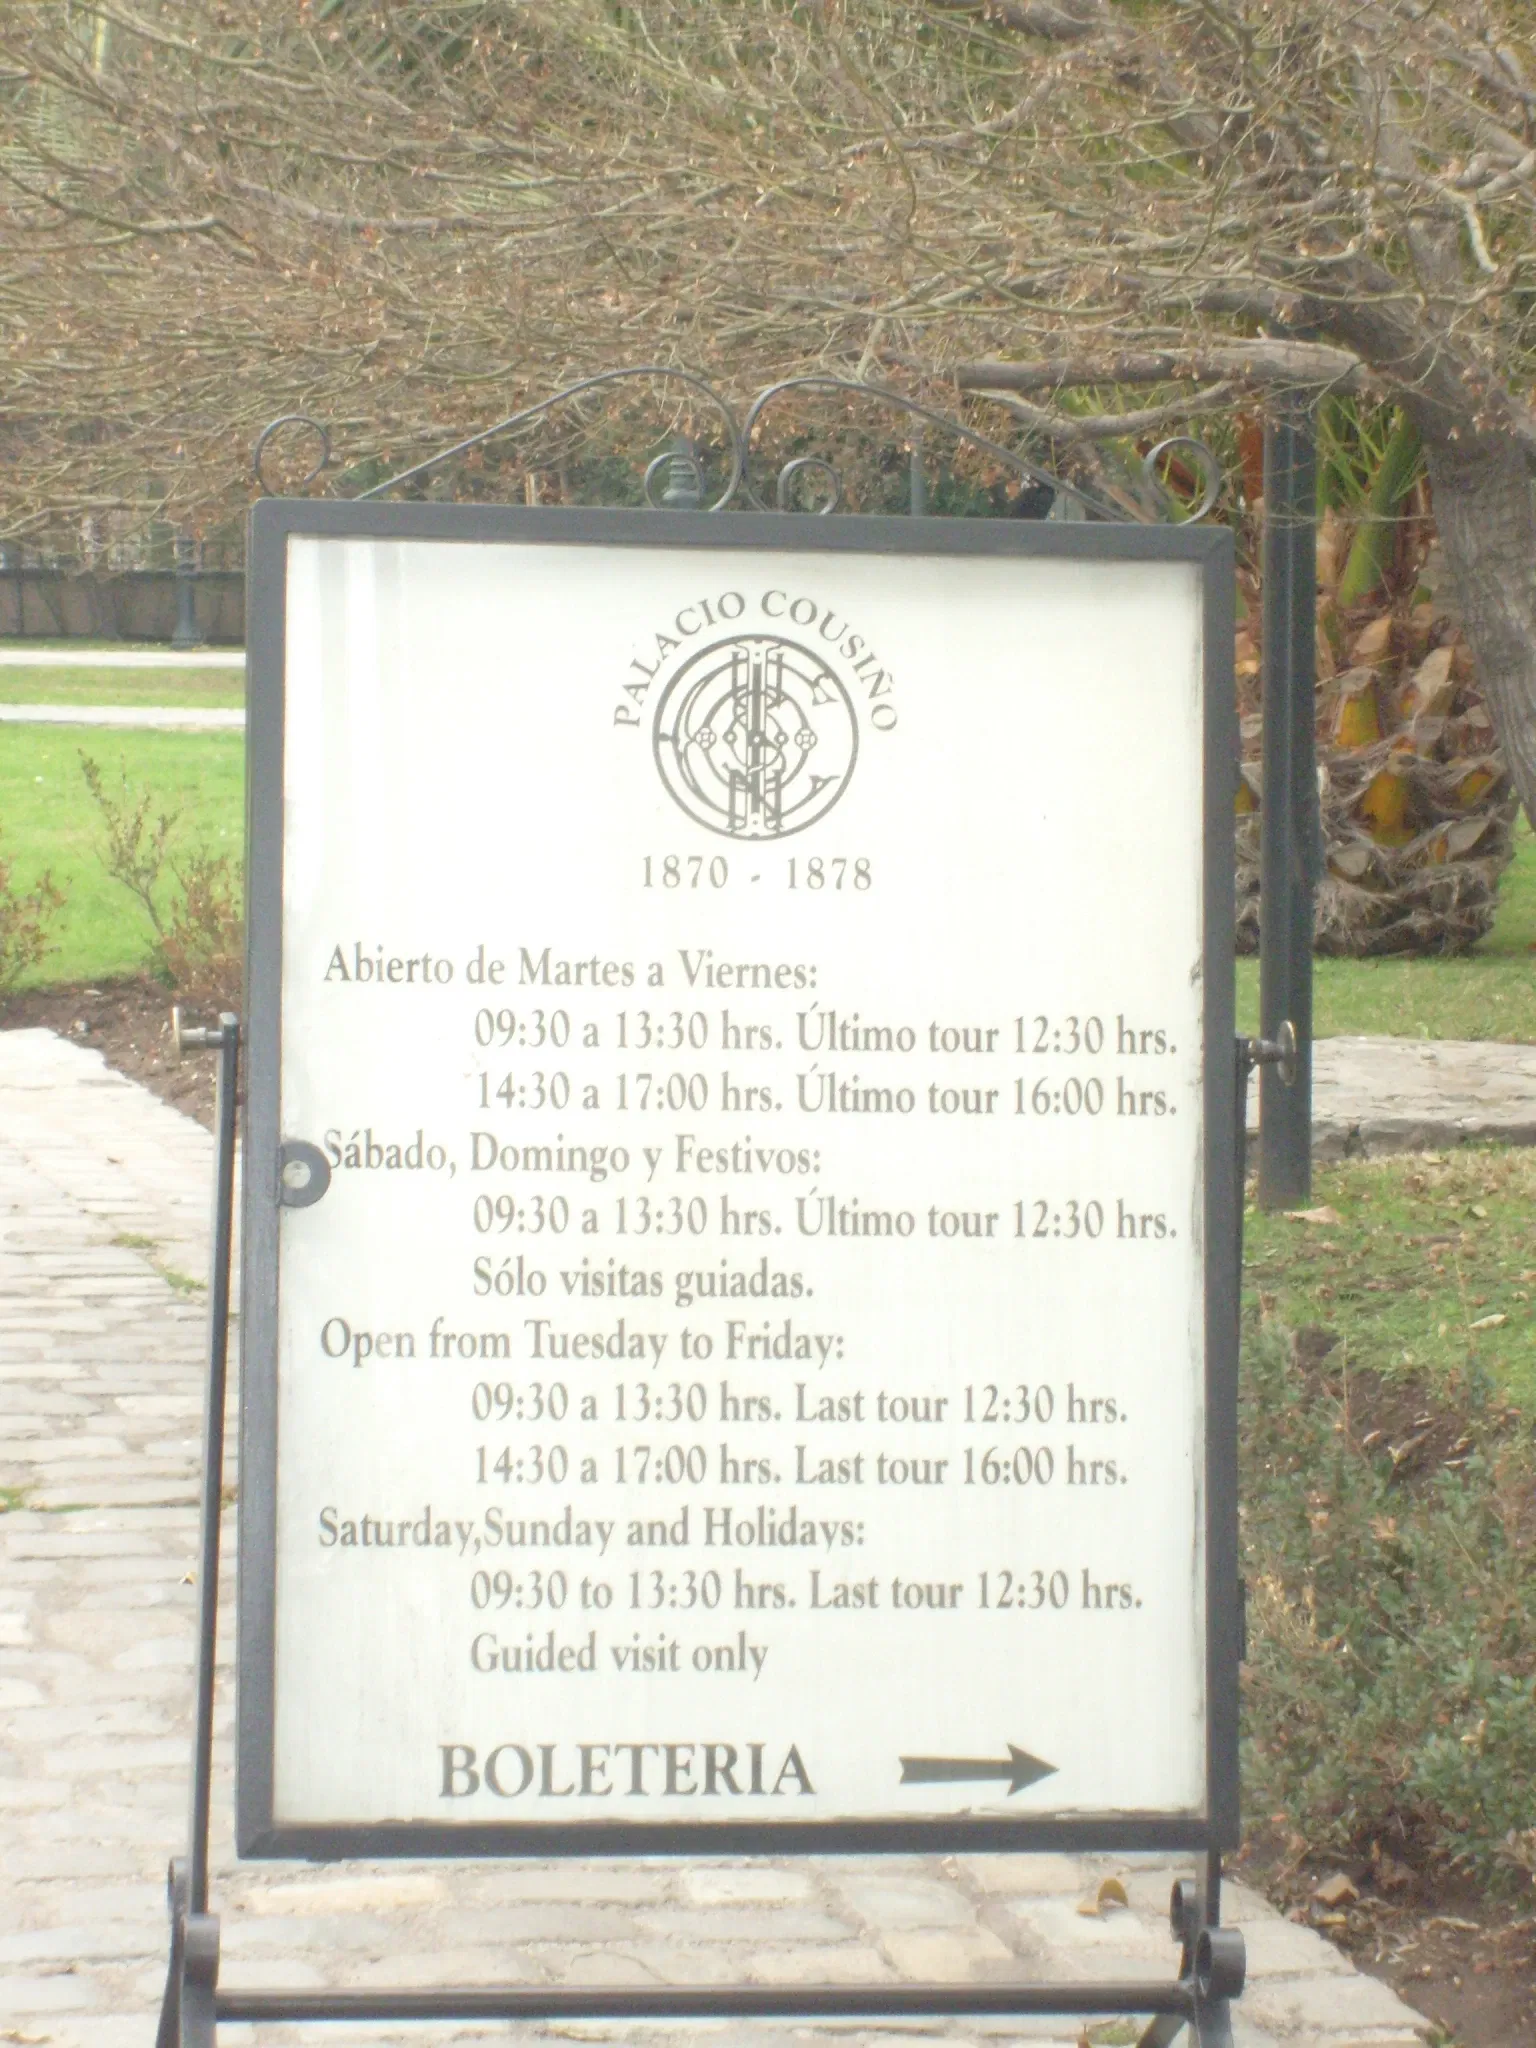 PALACIO COUSIÑO
1870 - 1878
Abierto de Martes a Viernes:
09:30 a 13:30 hrs. Último tour 12:30 hrs.
14:30 a 17:00 hrs. Último tour 16:00 hrs.
Sábado, Domingo y Festivos:
09:30 a 13:30 hrs. Último tour 12:30 hrs.
Sólo visitas guiadas.
Open from Tuesday to Friday:
09:30 a 13:30 hrs. Last tour 12:30 hrs.
14:30 a 17:00 hrs. Last tour 16:00 hrs.
Saturday,Sunday and Holidays:
09:30 to 13:30 hrs. Last tour 12:30 hrs.
Guided visit only
BOLETERIA